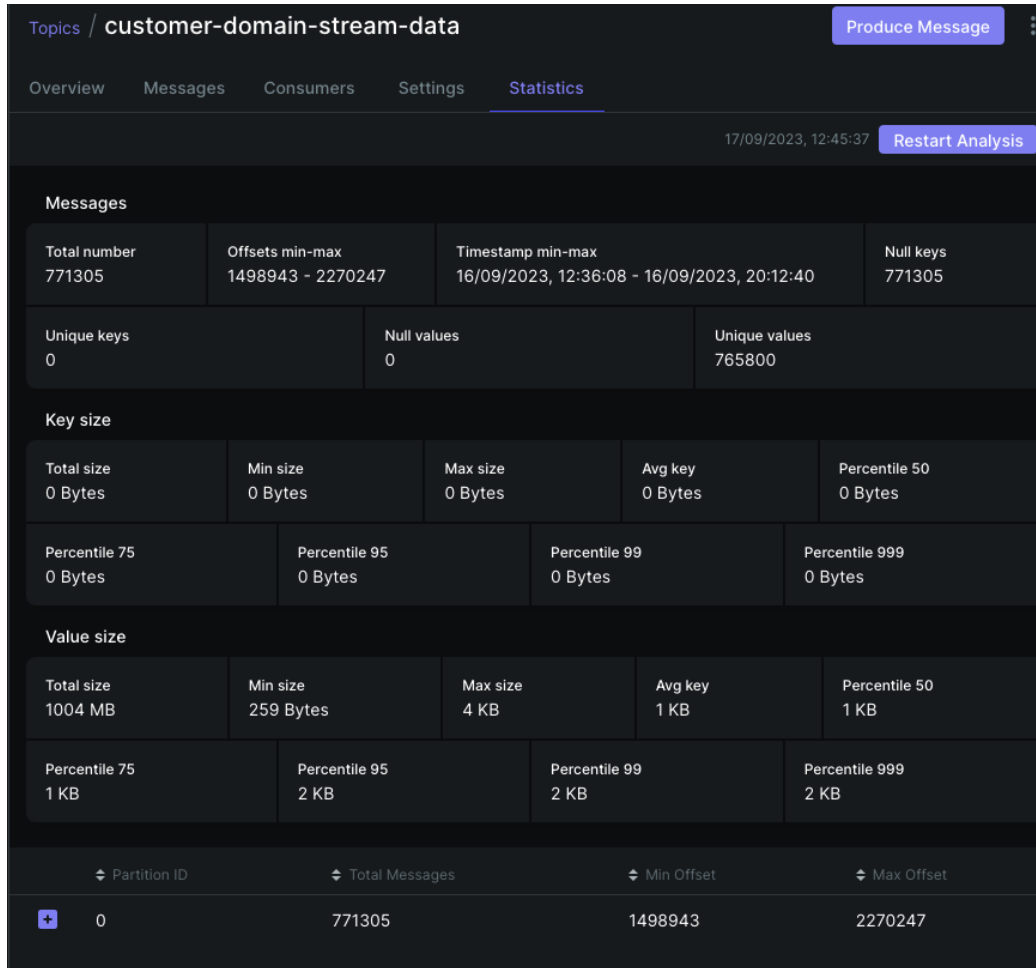 Topics / customer-domain-stream-data
Produce Message
Overview Messages Consumers Settings Statistics
17/09/2023, 12:45:37 Restart Analysis
Messages
Total number Offsets min-max Timestamp min-max Null keys
771305 1498943 - 2270247 16/09/2023, 12:36:08 - 16/09/2023, 20:12:40 771305
Unique keys Null values Unique values
0 0 765800
Key size
Total size Min size Max size Avg key Percentile 50
0 Bytes 0 Bytes 0 Bytes 0 Bytes 0 Bytes
Percentile 75 Percentile 95 Percentile 99 Percentile 999
0 Bytes 0 Bytes 0 Bytes 0 Bytes
Value size
Total size Min size Max size Avg key Percentile 50
1004 MB 259 Bytes 4 KB 1 KB 1 KB
Percentile 75 Percentile 95 Percentile 99 Percentile 999
1 KB 2 KB 2 KB 2 KB
Partition ID Total Messages Min Offset Max Offset
0 771305 1498943 2270247